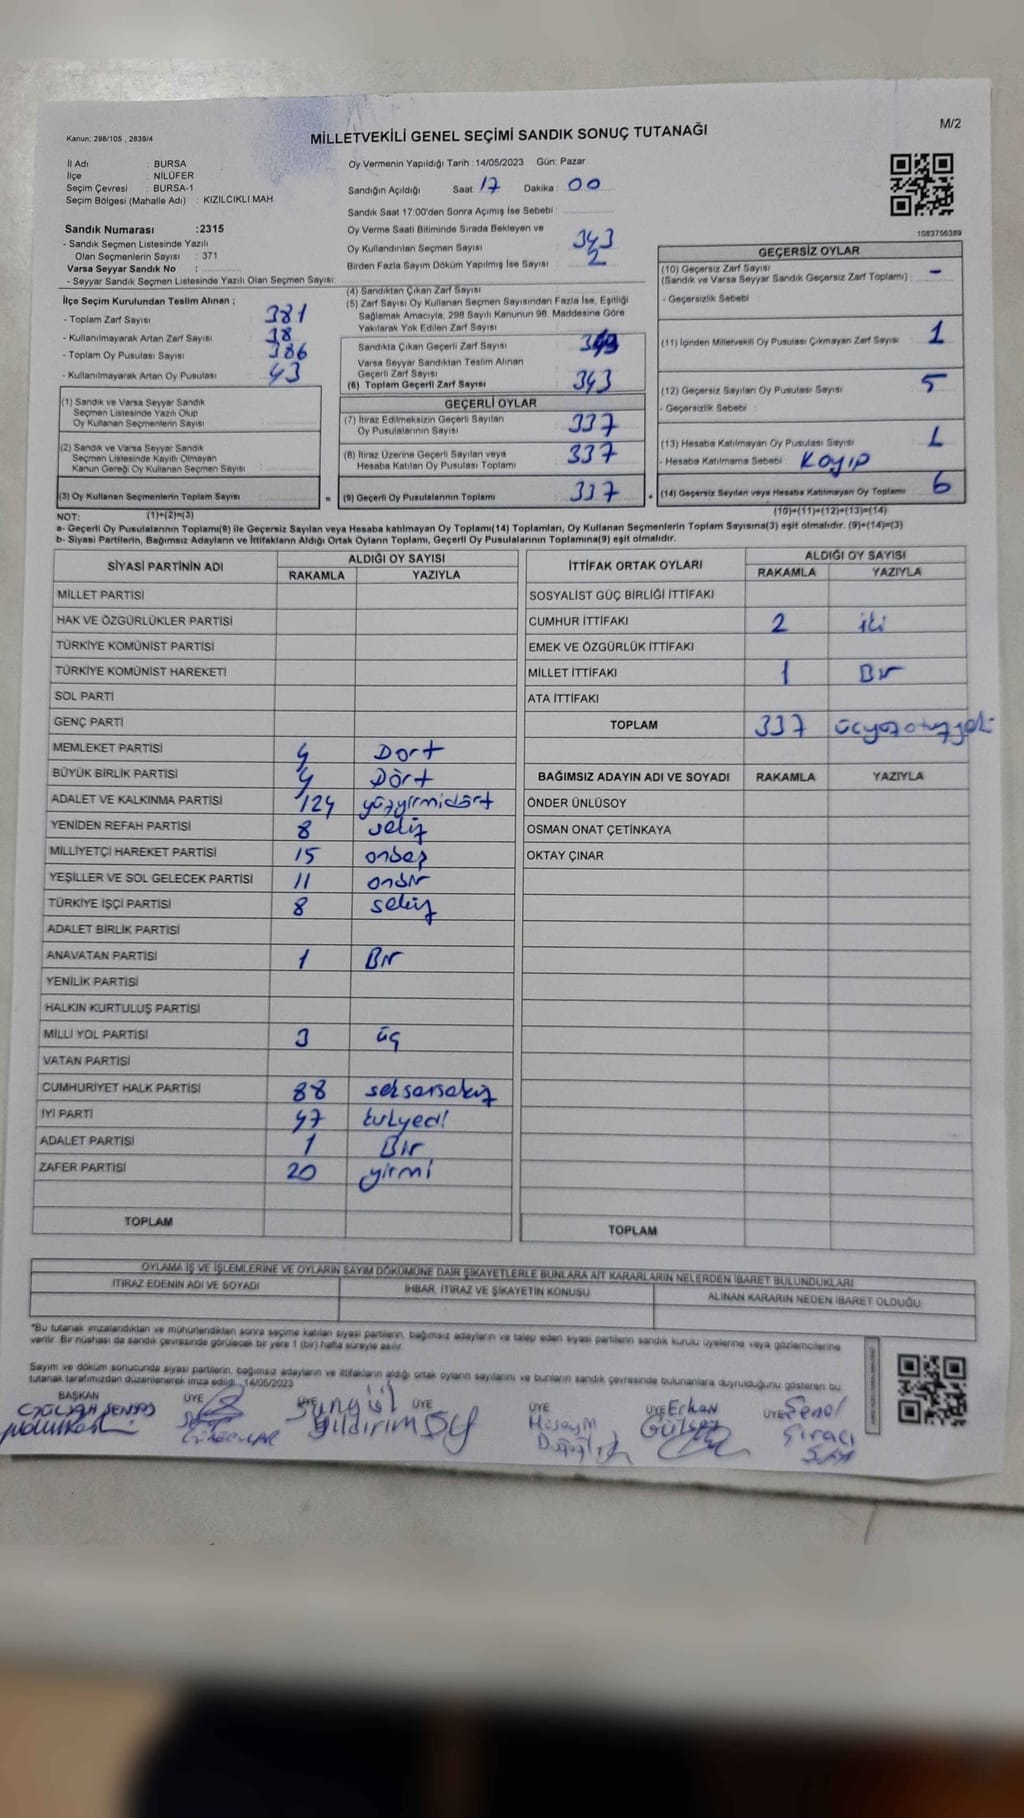 Kanun: 298/105 , 2839/4
MİLLETVEKİLİ GENEL SEÇİMİ SANDIK SONUÇ TUTANAĞI
M/2
İl Adı : BURSA
İlçe : NİLÜFER
Seçim Çevresi : BURSA-1
Seçim Bölgesi (Mahalle Adı) : KIZILCIKLI MAH.
Sandık Numarası :2315
- Sandık Seçmen Listesinde Yazılı
Olan Seçmenlerin Sayısı : 371
Varsa Seyyar Sandık No :
- Seyyar Sandık Seçmen Listesinde Yazılı Olan Seçmen Sayısı:
İlçe Seçim Kurulundan Teslim Alınan ;
- Toplam Zarf Sayısı 381
- Kullanılmayarak Artan Zarf Sayısı 38
- Toplam Oy Pusulası Sayısı 386
- Kullanılmayarak Artan Oy Pusulası 43
(1) Sandık ve Varsa Seyyar Sandık
Seçmen Listesinde Yazılı Olup
Oy Kullanan Seçmenlerin Sayısı
(2) Sandık ve Varsa Seyyar Sandık
Seçmen Listesinde Kayıtlı Olmayan
Kanun Gereği Oy Kullanan Seçmen Sayısı
(3) Oy Kullanan Seçmenlerin Toplam Sayısı =
(1)+(2)=(3)
Oy Vermenin Yapıldığı Tarih : 14/05/2023 Gün: Pazar
Sandığın Açıldığı Saat: 17 Dakika : 00
Sandık Saat 17:00'den Sonra Açımış İse Sebebi :
Oy Verme Saati Bitiminde Sırada Bekleyen ve
Oy Kullandırılan Seçmen Sayısı 343
Birden Fazla Sayım Döküm Yapılmış İse Sayısı 2
(4) Sandıktan Çıkan Zarf Sayısı
(5) Zarf Sayısı Oy Kullanan Seçmen Sayısından Fazla İse, Eşitliği
Sağlamak Amacıyla, 298 Sayılı Kanunun 98. Maddesine Göre
Yakılarak Yok Edilen Zarf Sayısı
Sandıkta Çıkan Geçerli Zarf Sayısı 343
Varsa Seyyar Sandıktan Teslim Alınan
Geçerli Zarf Sayısı
(6) Toplam Geçerli Zarf Sayısı 343
GEÇERLİ OYLAR
(7) İtiraz Edilmeksizin Geçerli Sayılan
Oy Pusulalarının Sayısı 337
(8) İtiraz Üzerine Geçerli Sayılan veya
Hesaba Katılan Oy Pusulası Toplamı 337
(9) Geçerli Oy Pusulalarının Toplamı 337 +
1083756369
GEÇERSİZ OYLAR
(10) Geçersiz Zarf Sayısı
(Sandık ve Varsa Seyyar Sandık Geçersiz Zarf Toplamı) : -
- Geçersizlik Sebebi :
(11) İçinden Milletvekili Oy Pusulası Çıkmayan Zarf Sayısı 1
(12) Geçersiz Sayılan Oy Pusulası Sayısı 5
- Geçersizlik Sebebi :
(13) Hesaba Katılmayan Oy Pusulası Sayısı
- Hesaba Katılmama Sebebi : Kayıp
(14) Geçersiz Sayılan veya Hesaba Katılmayan Oy Toplamı 6
(10)+(11)+(12)+(13)=(14)
NOT:
a- Geçerli Oy Pusulalarının Toplamı(9) ile Geçersiz Sayılan veya Hesaba katılmayan Oy Toplamı(14) Toplamları, Oy Kullanan Seçmenlerin Toplam Sayısına(3) eşit olmalıdır. (9)+(14)=(3)
b- Siyasi Partilerin, Bağımsız Adayların ve İttifakların Aldığı Ortak Oyların Toplamı, Geçerli Oy Pusulalarının Toplamına(9) eşit olmalıdır.
SİYASİ PARTİNİN ADI ALDIĞI OY SAYISI
RAKAMLA YAZIYLA
MİLLET PARTİSİ
HAK VE ÖZGÜRLÜKLER PARTİSİ
TÜRKİYE KOMÜNİST PARTİSİ
TÜRKİYE KOMÜNİST HAREKETİ
SOL PARTİ
GENÇ PARTİ
MEMLEKET PARTİSİ 4 Dort
BÜYÜK BİRLİK PARTİSİ 4 Dört
ADALET VE KALKINMA PARTİSİ 124 yüzyirmidört
YENİDEN REFAH PARTİSİ 8 sekiz
MİLLİYETÇİ HAREKET PARTİSİ 15 onbeş
YEŞİLLER VE SOL GELECEK PARTİSİ 11 onbir
TÜRKİYE İŞÇİ PARTİSİ 8 sekiz
ADALET BİRLİK PARTİSİ
ANAVATAN PARTİSİ 1 Bir
YENİLİK PARTİSİ
HALKIN KURTULUŞ PARTİSİ
MİLLİ YOL PARTİSİ 3 üç
VATAN PARTİSİ
CUMHURİYET HALK PARTİSİ 88 seksensekiz
İYİ PARTİ 47 kırkyedi
ADALET PARTİSİ 1 Bir
ZAFER PARTİSİ 20 yirmi
TOPLAM
İTTİFAK ORTAK OYLARI ALDIĞI OY SAYISI
RAKAMLA YAZIYLA
SOSYALİST GÜÇ BİRLİĞİ İTTİFAKI
CUMHUR İTTİFAKI 2 iki
EMEK VE ÖZGÜRLÜK İTTİFAKI
MİLLET İTTİFAKI 1 Bir
ATA İTTİFAKI
TOPLAM 337 üçyüzotuzyedi
BAĞIMSIZ ADAYIN ADI VE SOYADI RAKAMLA YAZIYLA
ÖNDER ÜNLÜSOY
OSMAN ONAT ÇETİNKAYA
OKTAY ÇINAR
TOPLAM
OYLAMA İŞ VE İŞLEMLERİNE VE OYLARIN SAYIM DÖKÜMÜNE DAİR ŞİKAYETLERLE BUNLARA AİT KARARLARIN NELERDEN İBARET BULUNDUKLARI
İTİRAZ EDENİN ADI VE SOYADI İHBAR, İTİRAZ VE ŞİKAYETİN KONUSU ALINAN KARARIN NEDEN İBARET OLDUĞU
"Bu tutanak imzalandıktan ve mühürlendikten sonra seçime katılan siyasi partilerin, bağımsız adayların ve talep eden siyasi partilerin sandık kurulu üyelerine veya gözlemcilerine
verilir. Bir nüshası da sandık çevresinde görülecek bir yere 1 (bir) hafta süreyle asılır.
Sayım ve döküm sonucunda siyasi partilerin, bağımsız adayların ve ittifakların aldığı ortak oyların sayılarını ve bunların sandık çevresinde bulunanlara duyrulduğunu gösteren bu
tutanak tarafımızdan düzenlenerek imza edildi. 14/05/2023
BAŞKAN ÜYE ÜYE ÜYE ÜYE ÜYE ÜYE
Songül Yıldırım
Hüseyin
Erkan
Şenol